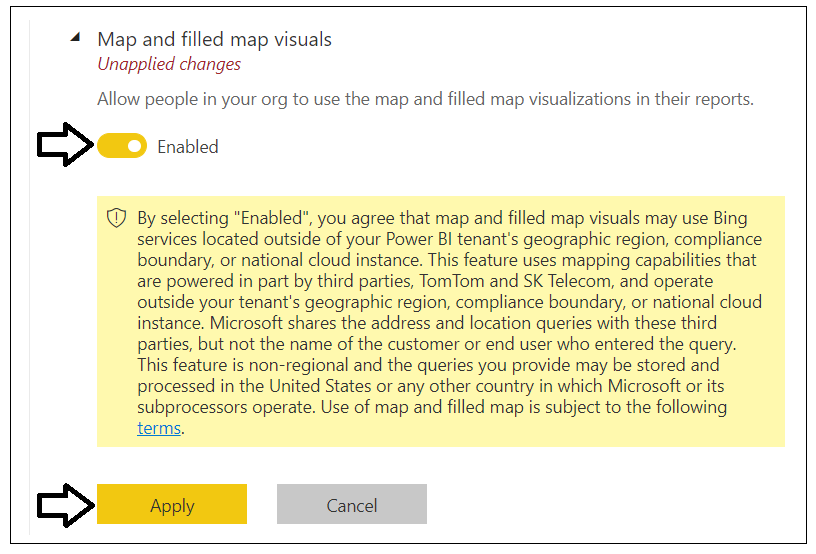 Map and filled map visuals
Unapplied changes
Allow people in your org to use the map and filled map visualizations in their reports.
Enabled
By selecting "Enabled", you agree that map and filled map visuals may use Bing
services located outside of your Power BI tenant's geographic region, compliance
boundary, or national cloud instance. This feature uses mapping capabilities that
are powered in part by third parties, TomTom and SK Telecom, and operate
outside your tenant's geographic region, compliance boundary, or national cloud
instance. Microsoft shares the address and location queries with these third
parties, but not the name of the customer or end user who entered the query.
This feature is non-regional and the queries you provide may be stored and
processed in the United States or any other country in which Microsoft or its
subprocessors operate. Use of map and filled map is subject to the following
terms.
Apply
Cancel